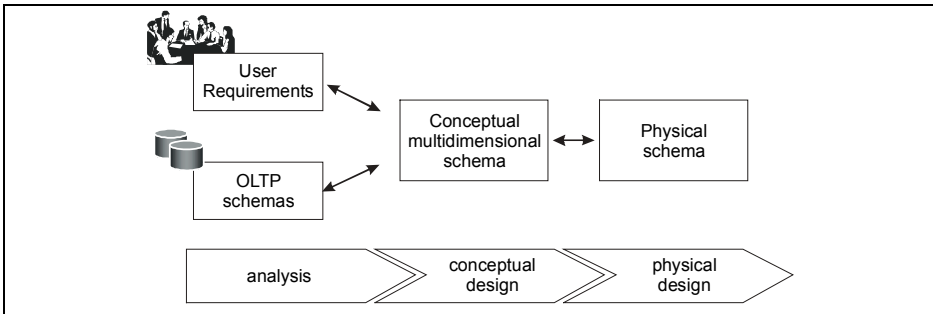 User
Requirements
OLTP
schemas
Conceptual
multidimensional
schema
Physical
schema
analysis
conceptual
design
physical
design